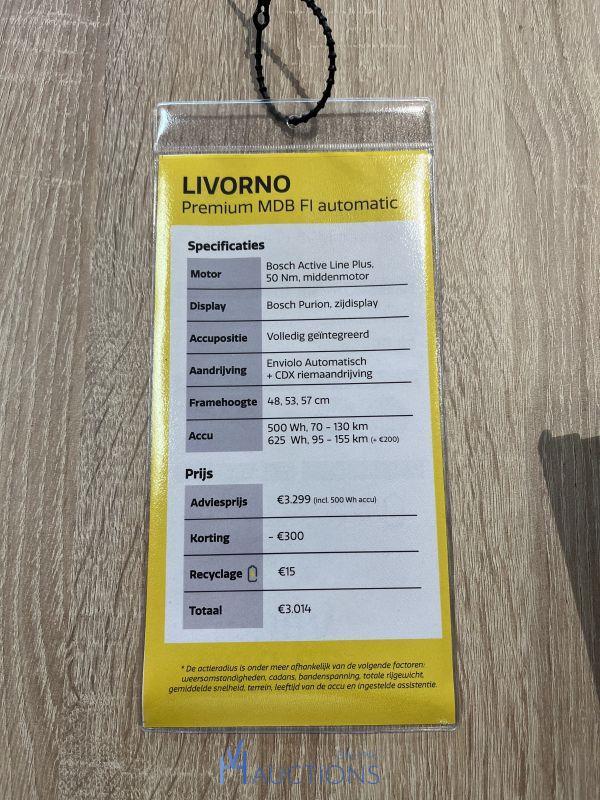 LIVORNO
Premium MDB FI automatic
Specificaties
Motor Bosch Active Line Plus,
50 Nm, middenmotor
Display Bosch Purion, zijdisplay
Accupositie Volledig geïntegreerd
Aandrijving Enviolo Automatisch
+ CDX riemaandrijving
Framehoogte 48, 53, 57 cm
Accu 500 Wh, 70 - 130 km
625 Wh, 95 - 155 km (+ €200)
Prijs
Adviesprijs €3.299 (incl. 500 Wh accu)
Korting - €300
Recyclage €15
Totaal €3.014
* De actieradius is onder meer afhankelijk van de volgende factoren:
weersomstandigheden, cadans, bandenspanning, totale rijgewicht,
gemiddelde snelheid, terrein, leeftijd van de accu en ingestelde assistentie.
AUCTIONS